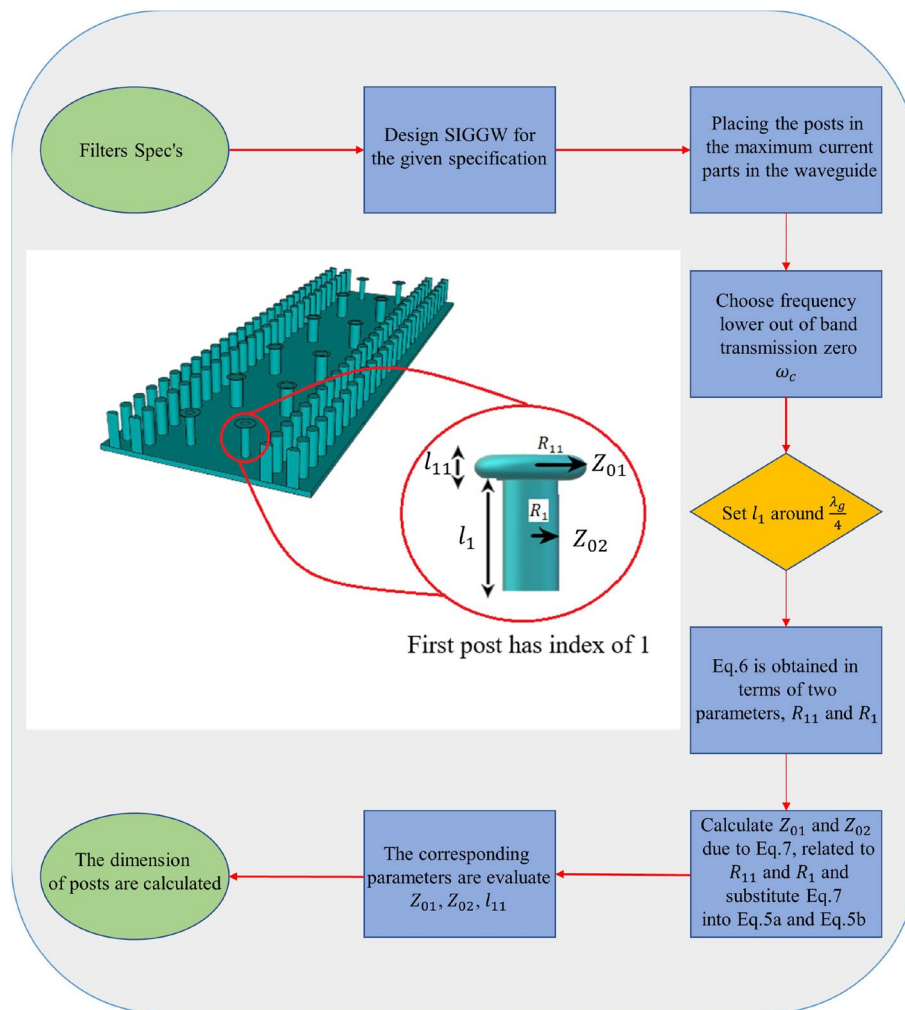 Filters Spec's
Design SIGGW for
the given specification
Placing the posts in
the maximum current
parts in the waveguide
Choose frequency
lower out of band
transmission zero
ω_c
Set l_1 around λ_g/4
Eq.6 is obtained in
terms of two
parameters, R_11 and R_1
Calculate Z_01 and Z_02
due to Eq.7, related to
R_11 and R_1 and
substitute Eq.7
into Eq.5a and Eq.5b
The corresponding
parameters are evaluate
Z_01, Z_02, l_11
The dimension
of posts are calculated
R_11
l_11
Z_01
R_1
l_1
Z_02
First post has index of 1